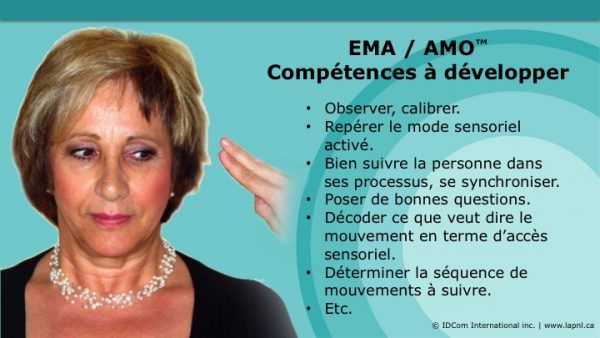 EMA / AMO™
Compétences à développer
• Observer, calibrer.
• Repérer le mode sensoriel
activé.
• Bien suivre la personne dans
ses processus, se synchroniser.
• Poser de bonnes questions.
• Décoder ce que veut dire le
mouvement en terme d’accès
sensoriel.
• Déterminer la séquence de
mouvements à suivre.
• Etc.
© IDCom International inc. | www.lapnl.ca